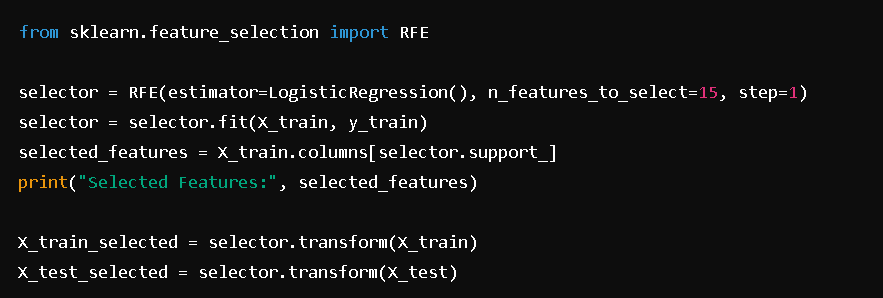 from sklearn.feature_selection import RFE
selector = RFE(estimator=LogisticRegression(), n_features_to_select=15, step=1)
selector = selector.fit(X_train, y_train)
selected_features = X_train.columns[selector.support_]
print("Selected Features:", selected_features)
X_train_selected = selector.transform(X_train)
X_test_selected = selector.transform(X_test)